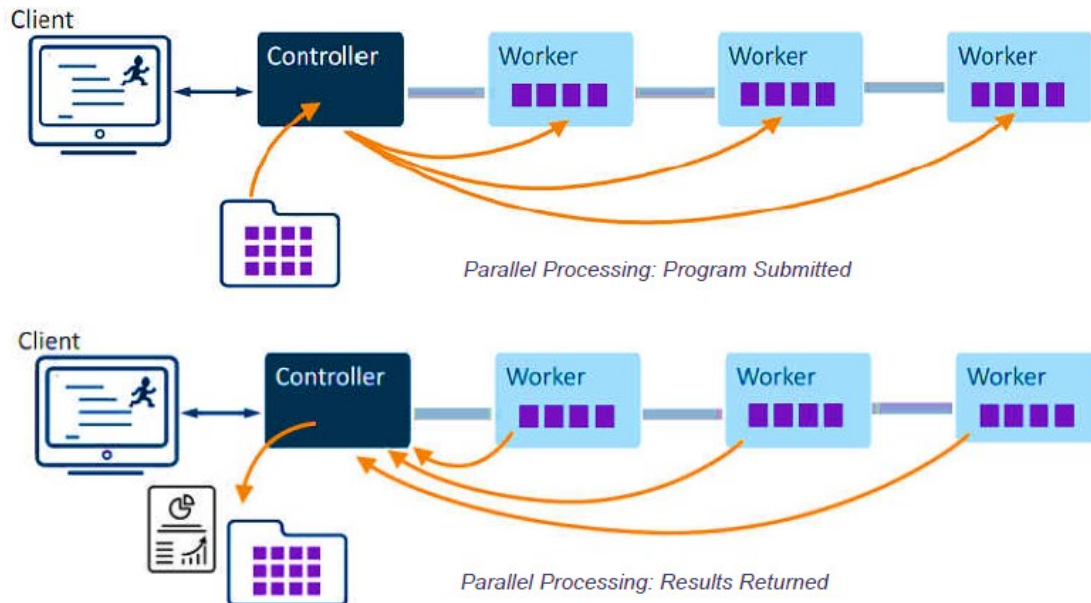 Client
Controller
Worker
Worker
Worker
Parallel Processing: Program Submitted
Client
Controller
Worker
Worker
Worker
Parallel Processing: Results Returned